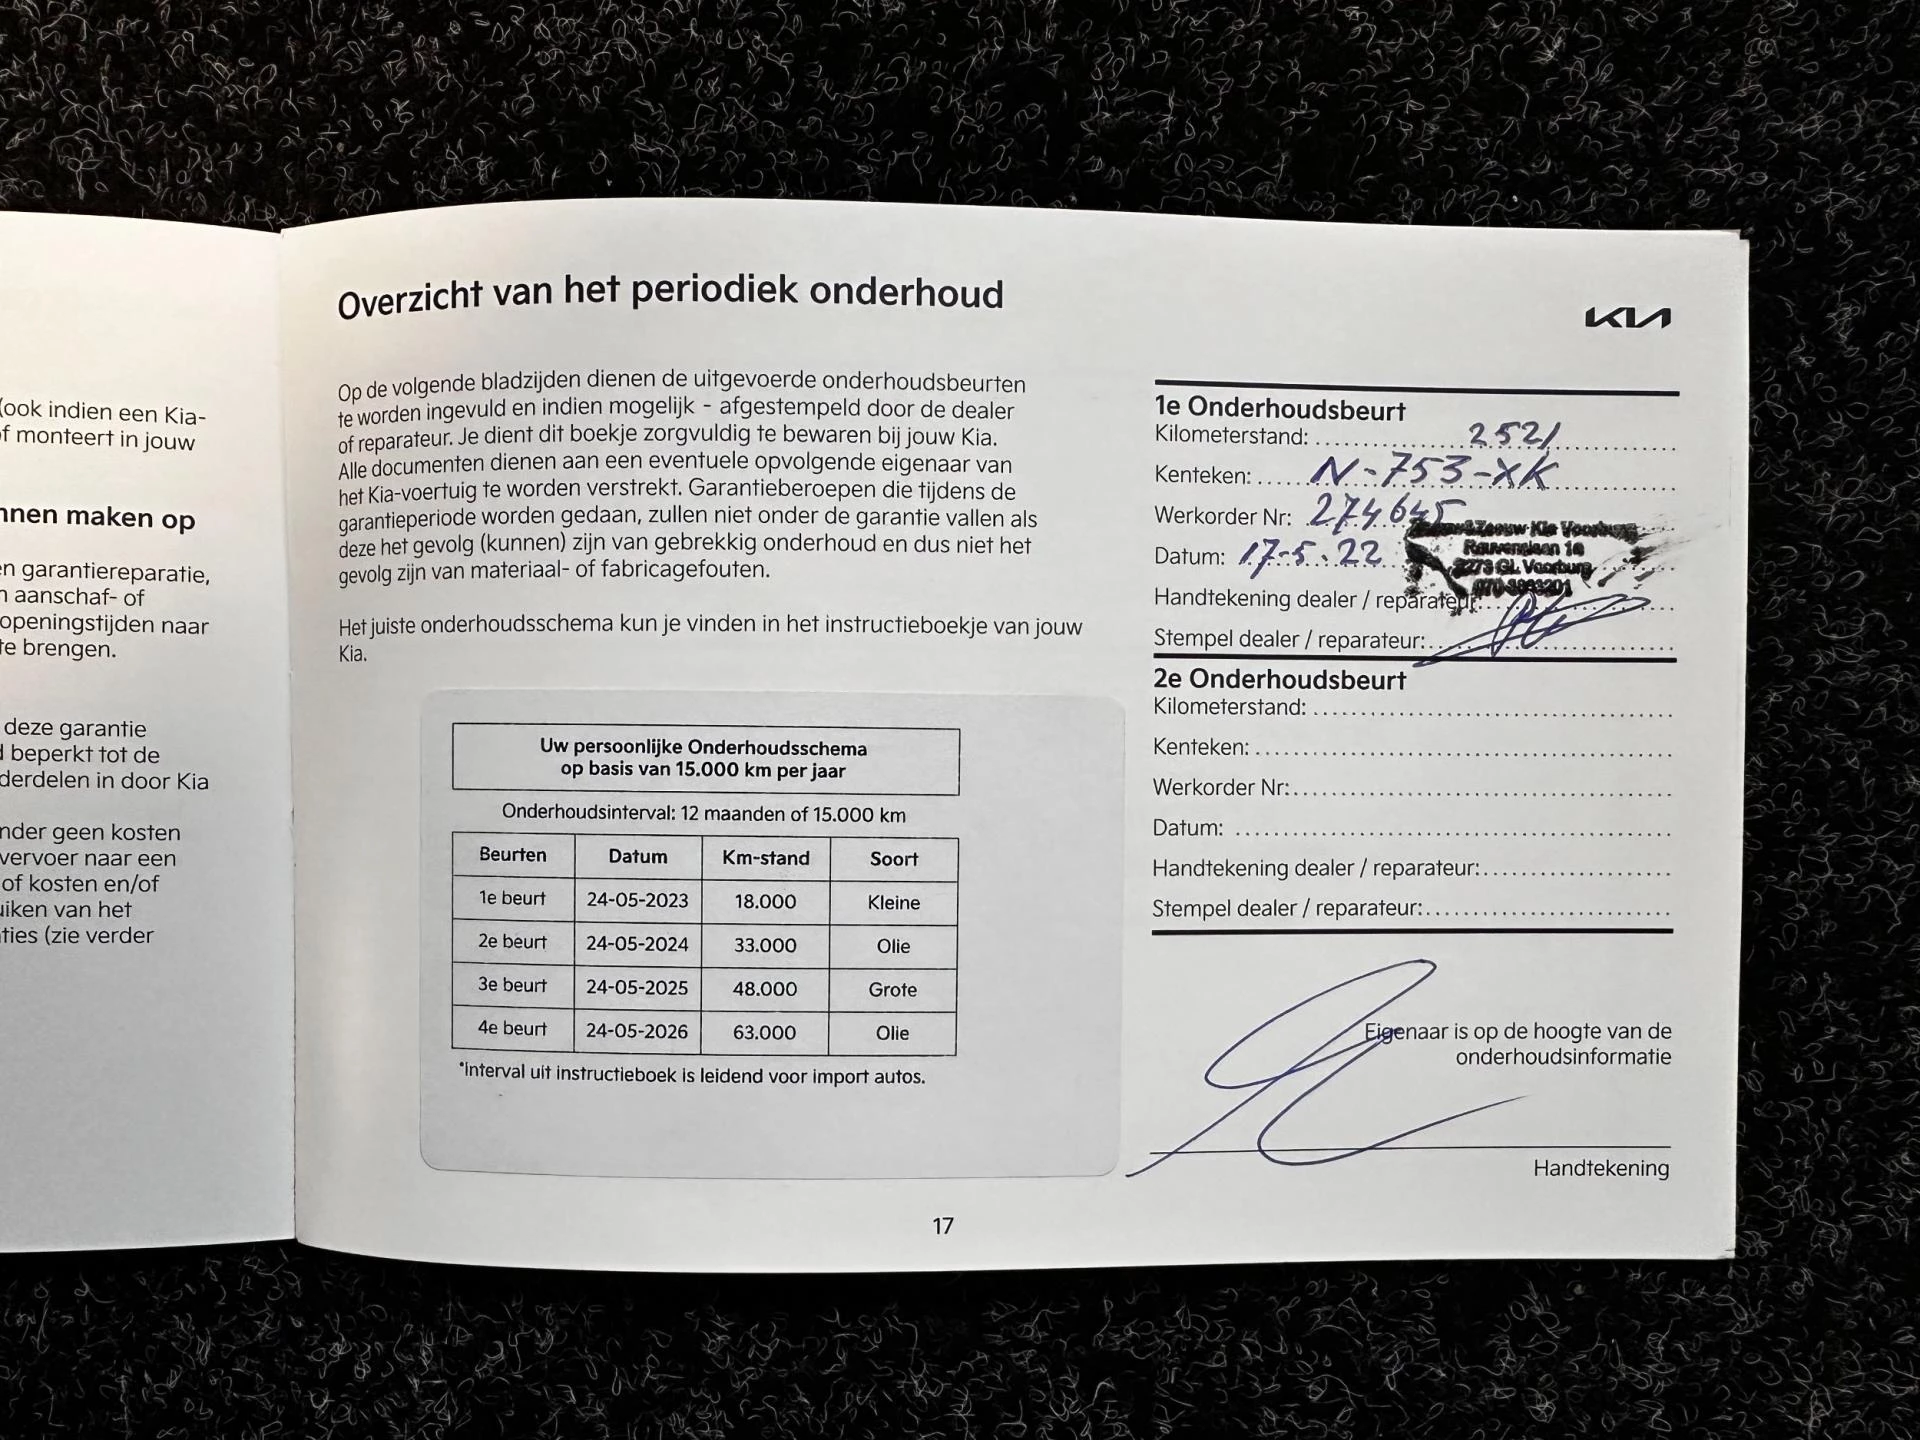 (ook indien een Kia-
of monteert in jouw
nnen maken op
en garantiereparatie,
n aanschaf- of
openingstijden naar
te brengen.
deze garantie
d beperkt tot de
derdelen in door Kia
nder geen kosten
vervoer naar een
of kosten en/of
uiken van het
ties (zie verder
Overzicht van het periodiek onderhoud
KIA
Op de volgende bladzijden dienen de uitgevoerde onderhoudsbeurten
te worden ingevuld en indien mogelijk - afgestempeld door de dealer
of reparateur. Je dient dit boekje zorgvuldig te bewaren bij jouw Kia.
Alle documenten dienen aan een eventuele opvolgende eigenaar van
het Kia-voertuig te worden verstrekt. Garantieberoepen die tijdens de
garantieperiode worden gedaan, zullen niet onder de garantie vallen als
deze het gevolg (kunnen) zijn van gebrekkig onderhoud en dus niet het
gevolg zijn van materiaal- of fabricagefouten.
Het juiste onderhoudsschema kun je vinden in het instructieboekje van jouw
Kia.
Uw persoonlijke Onderhoudsschema
op basis van 15.000 km per jaar
Onderhoudsinterval: 12 maanden of 15.000 km
Beurten Datum Km-stand Soort
1e beurt 24-05-2023 18.000 Kleine
2e beurt 24-05-2024 33.000 Olie
3e beurt 24-05-2025 48.000 Grote
4e beurt 24-05-2026 63.000 Olie
*Interval uit instructieboek is leidend voor import autos.
1e Onderhoudsbeurt
Kilometerstand: 2521
Kenteken: N-753-XK
Werkorder Nr: 274645
Zeeuw Kia Voorburg
Datum: 17-5-22
2273 GL Voorburg
Handtekening dealer / reparateur:
Stempel dealer / reparateur:
2e Onderhoudsbeurt
Kilometerstand:
Kenteken:
Werkorder Nr:
Datum:
Handtekening dealer / reparateur:
Stempel dealer / reparateur:
Eigenaar is op de hoogte van de
onderhoudsinformatie
Handtekening
17